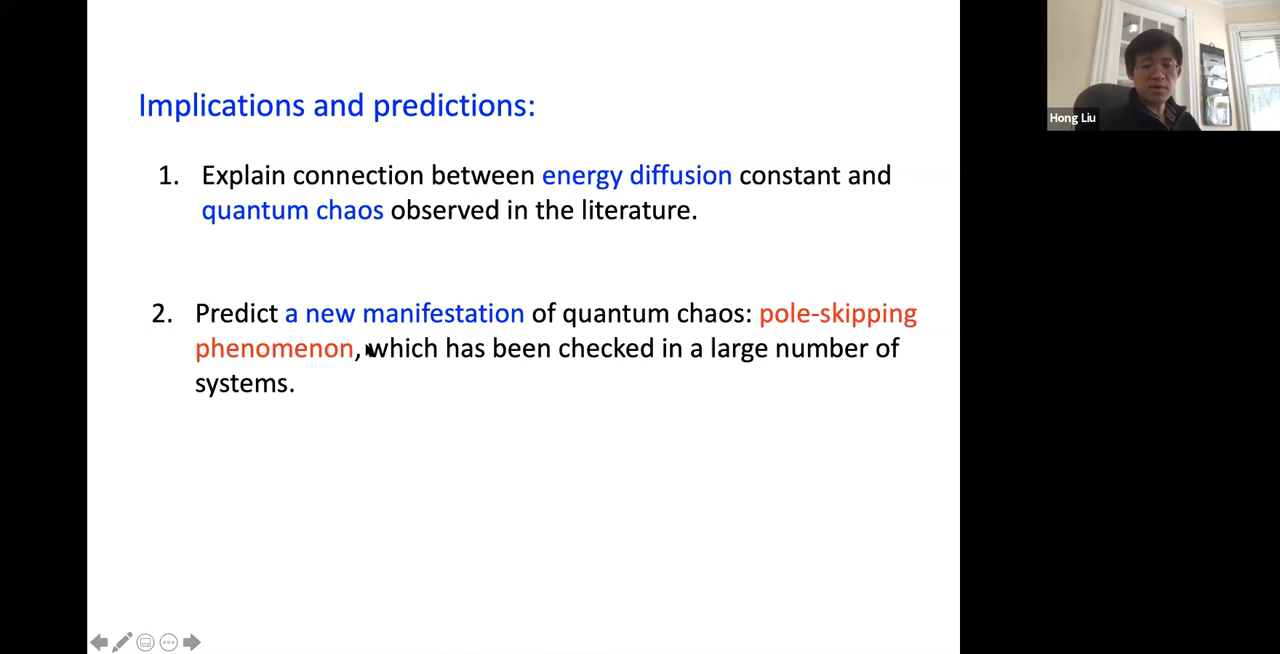 Implications and predictions:
1. Explain connection between energy diffusion constant and
quantum chaos observed in the literature.
2. Predict a new manifestation of quantum chaos: pole-skipping
phenomenon, which has been checked in a large number of
systems.
Hong Liu